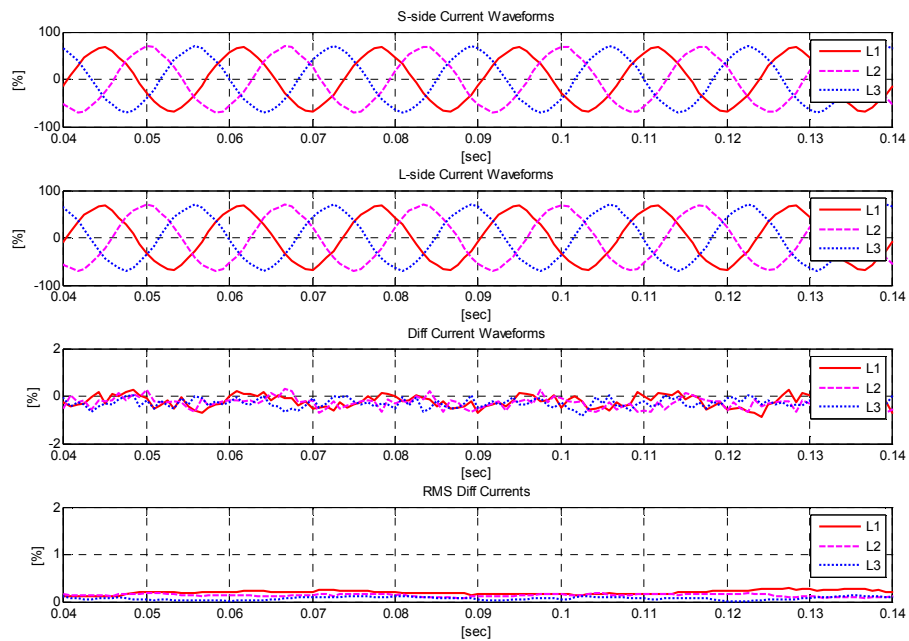 S-side Current Waveforms
100
0
-100
[%]
0.04 0.05 0.06 0.07 0.08 0.09 0.1 0.11 0.12 0.13 0.14
[sec]
L1
L2
L3
L-side Current Waveforms
100
0
-100
[%]
0.04 0.05 0.06 0.07 0.08 0.09 0.1 0.11 0.12 0.13 0.14
[sec]
L1
L2
L3
Diff Current Waveforms
2
0
-2
[%]
0.04 0.05 0.06 0.07 0.08 0.09 0.1 0.11 0.12 0.13 0.14
[sec]
L1
L2
L3
RMS Diff Currents
2
1
0
[%]
0.04 0.05 0.06 0.07 0.08 0.09 0.1 0.11 0.12 0.13 0.14
[sec]
L1
L2
L3